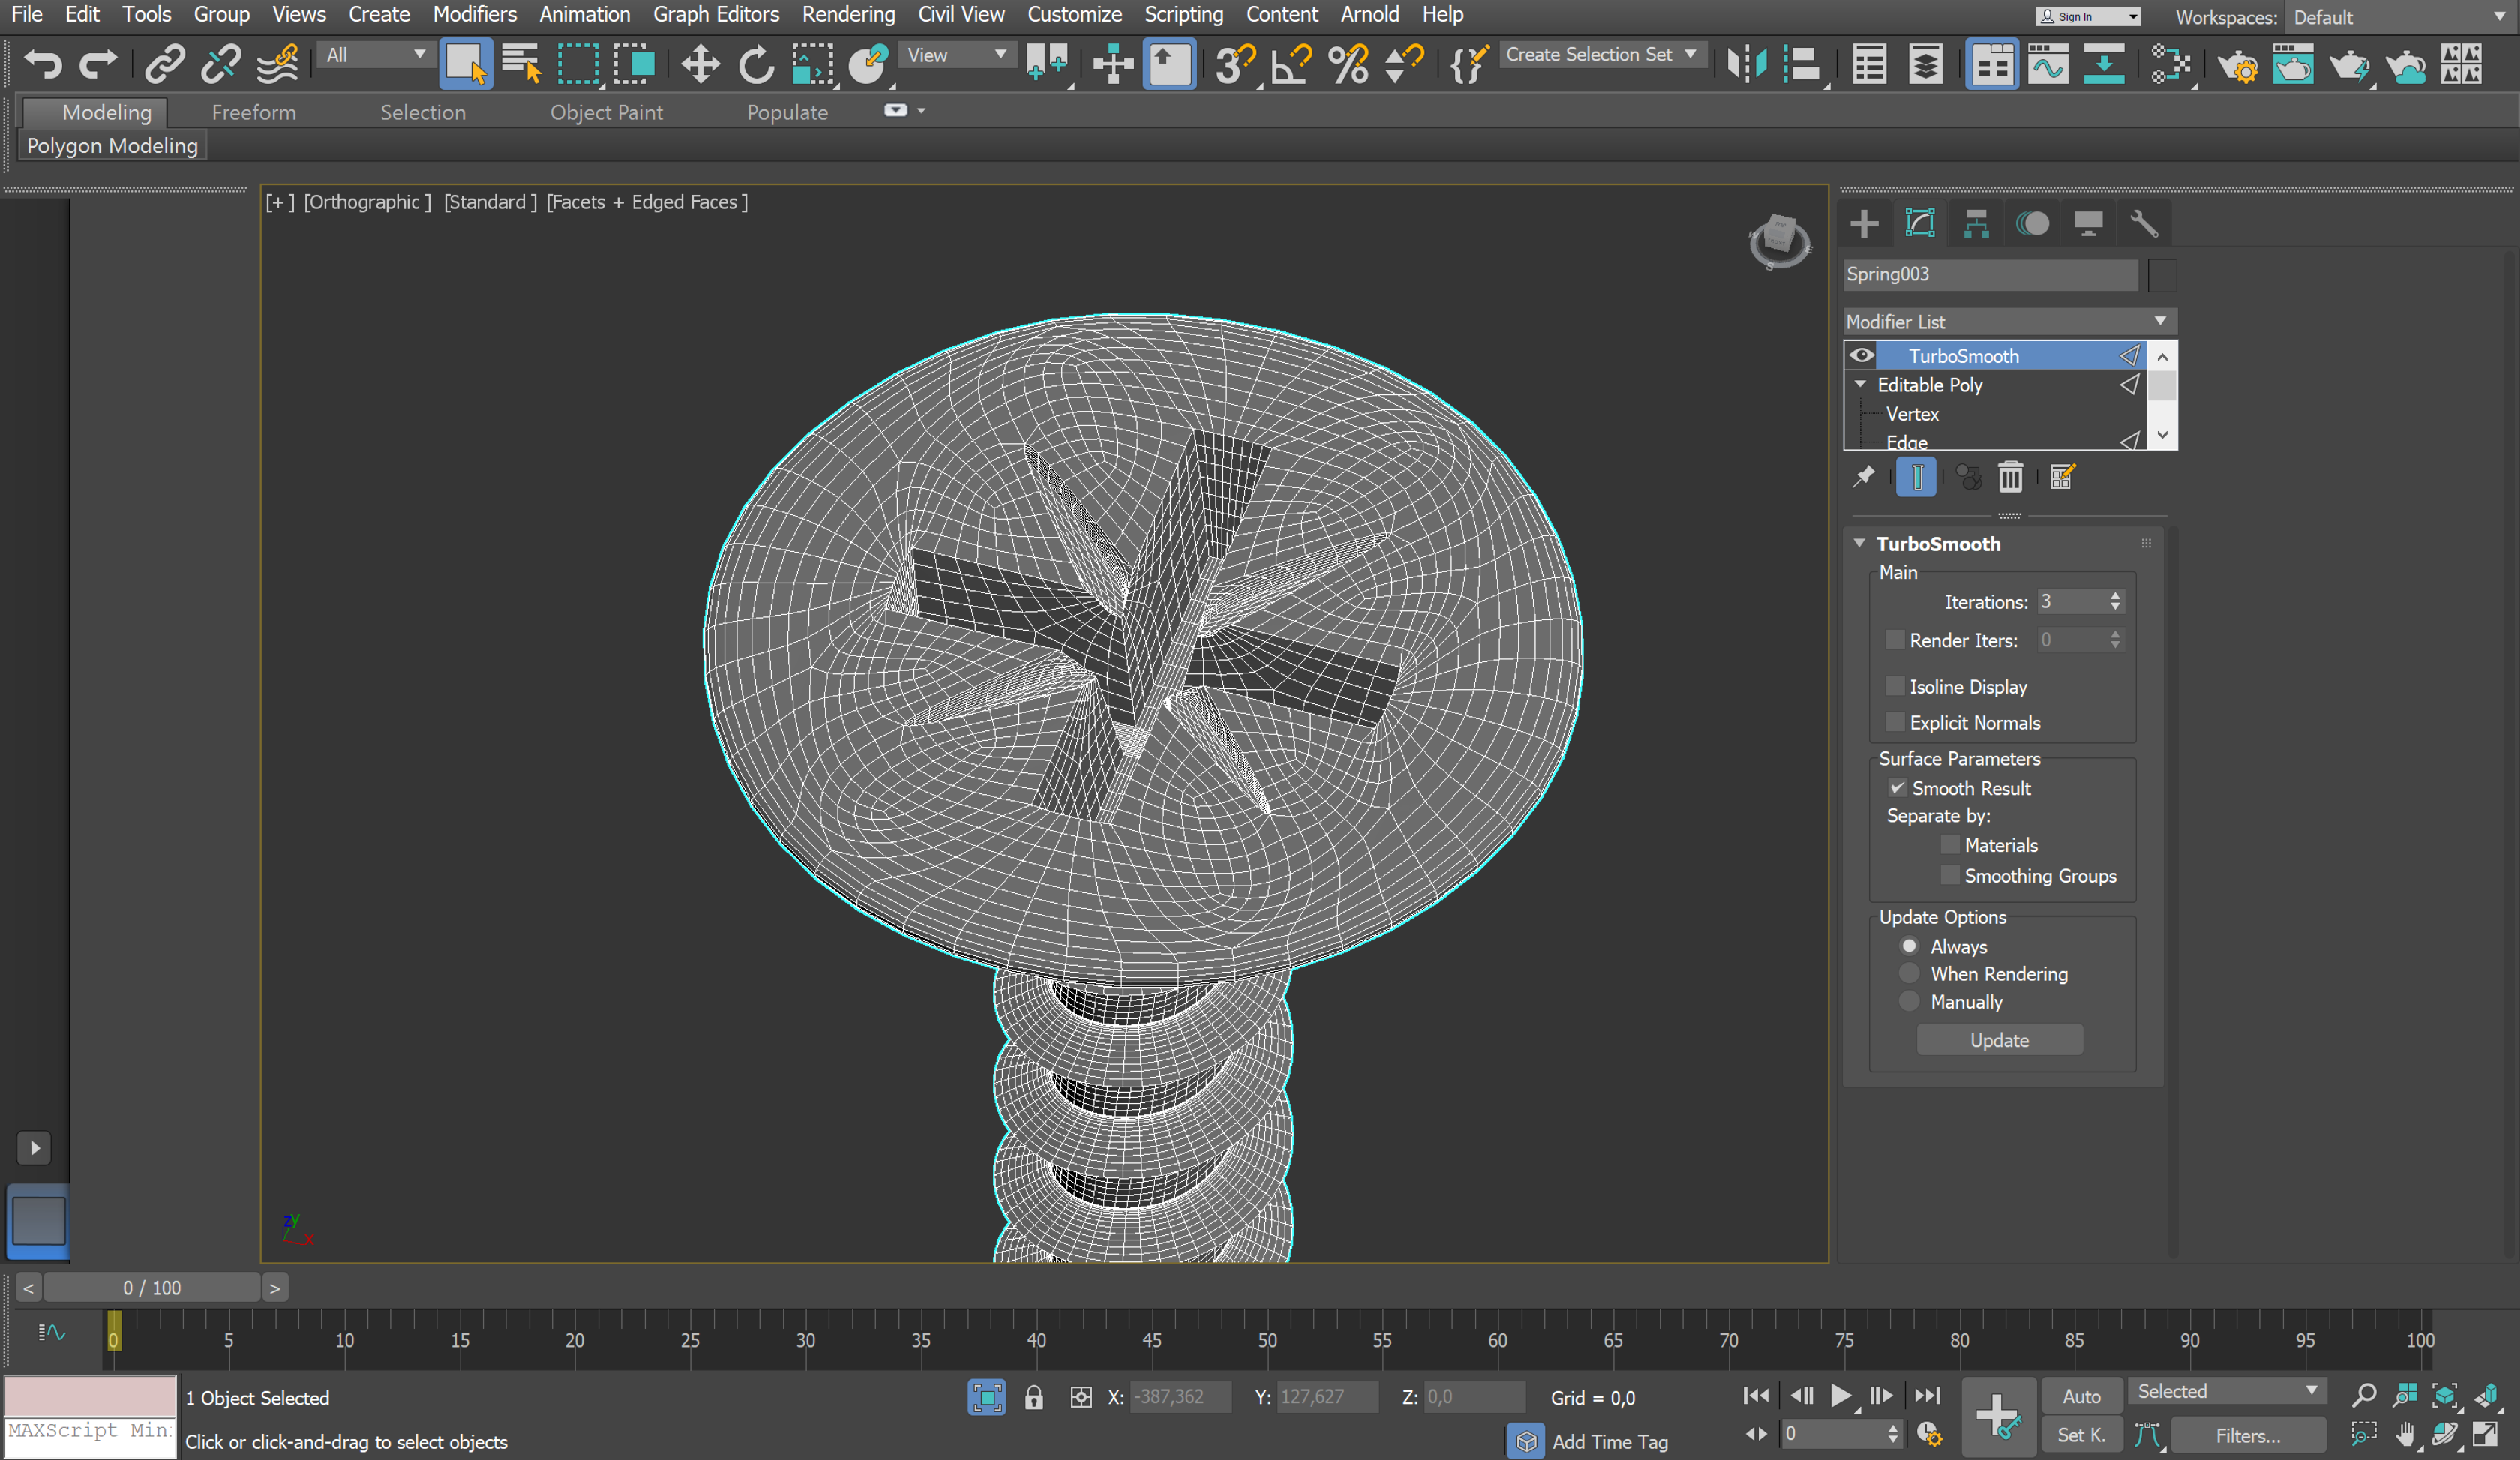 File Edit Tools Group Views Create Modifiers Animation Graph Editors Rendering Civil View Customize Scripting Content Arnold Help Sign In Workspaces: Default
All View Create Selection Set
Modeling Freeform Selection Object Paint Populate
Polygon Modeling
[+] [Orthographic] [Standard] [Facets + Edged Faces]
Spring003
Modifier List
TurboSmooth
Editable Poly
Vertex
Edge
TurboSmooth
Main
Iterations: 3
Render Iters: 0
Isoline Display
Explicit Normals
Surface Parameters
Smooth Result
Separate by:
Materials
Smoothing Groups
Update Options
Always
When Rendering
Manually
Update
zy
x
< 0 / 100 >
0 5 10 15 20 25 30 35 40 45 50 55 60 65 70 75 80 85 90 95 100
1 Object Selected X: -387,362 Y: 127,627 Z: 0,0 Grid = 0,0 Auto Selected
MAXScript Min
Click or click-and-drag to select objects Add Time Tag 0 Set K. Filters...